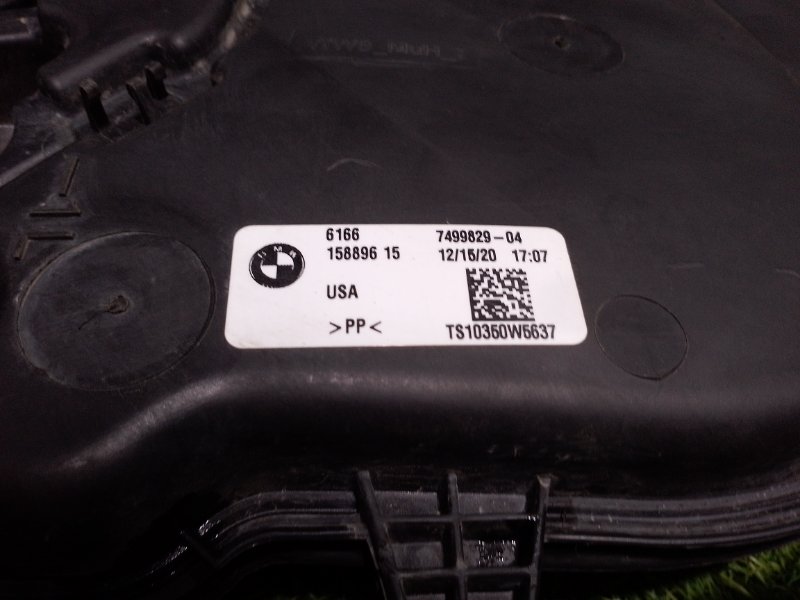 6166 7499829-04
158896 15 12/15/20 17:07
BMW
USA
>PP< TS10350W5637